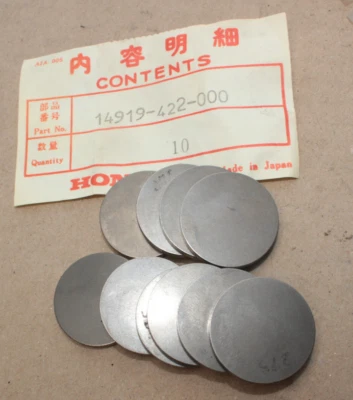 内容明細
CONTENTS
部品
番号
Part No.
14919-422-000
数量
Quantity
10
HON
de in Japan